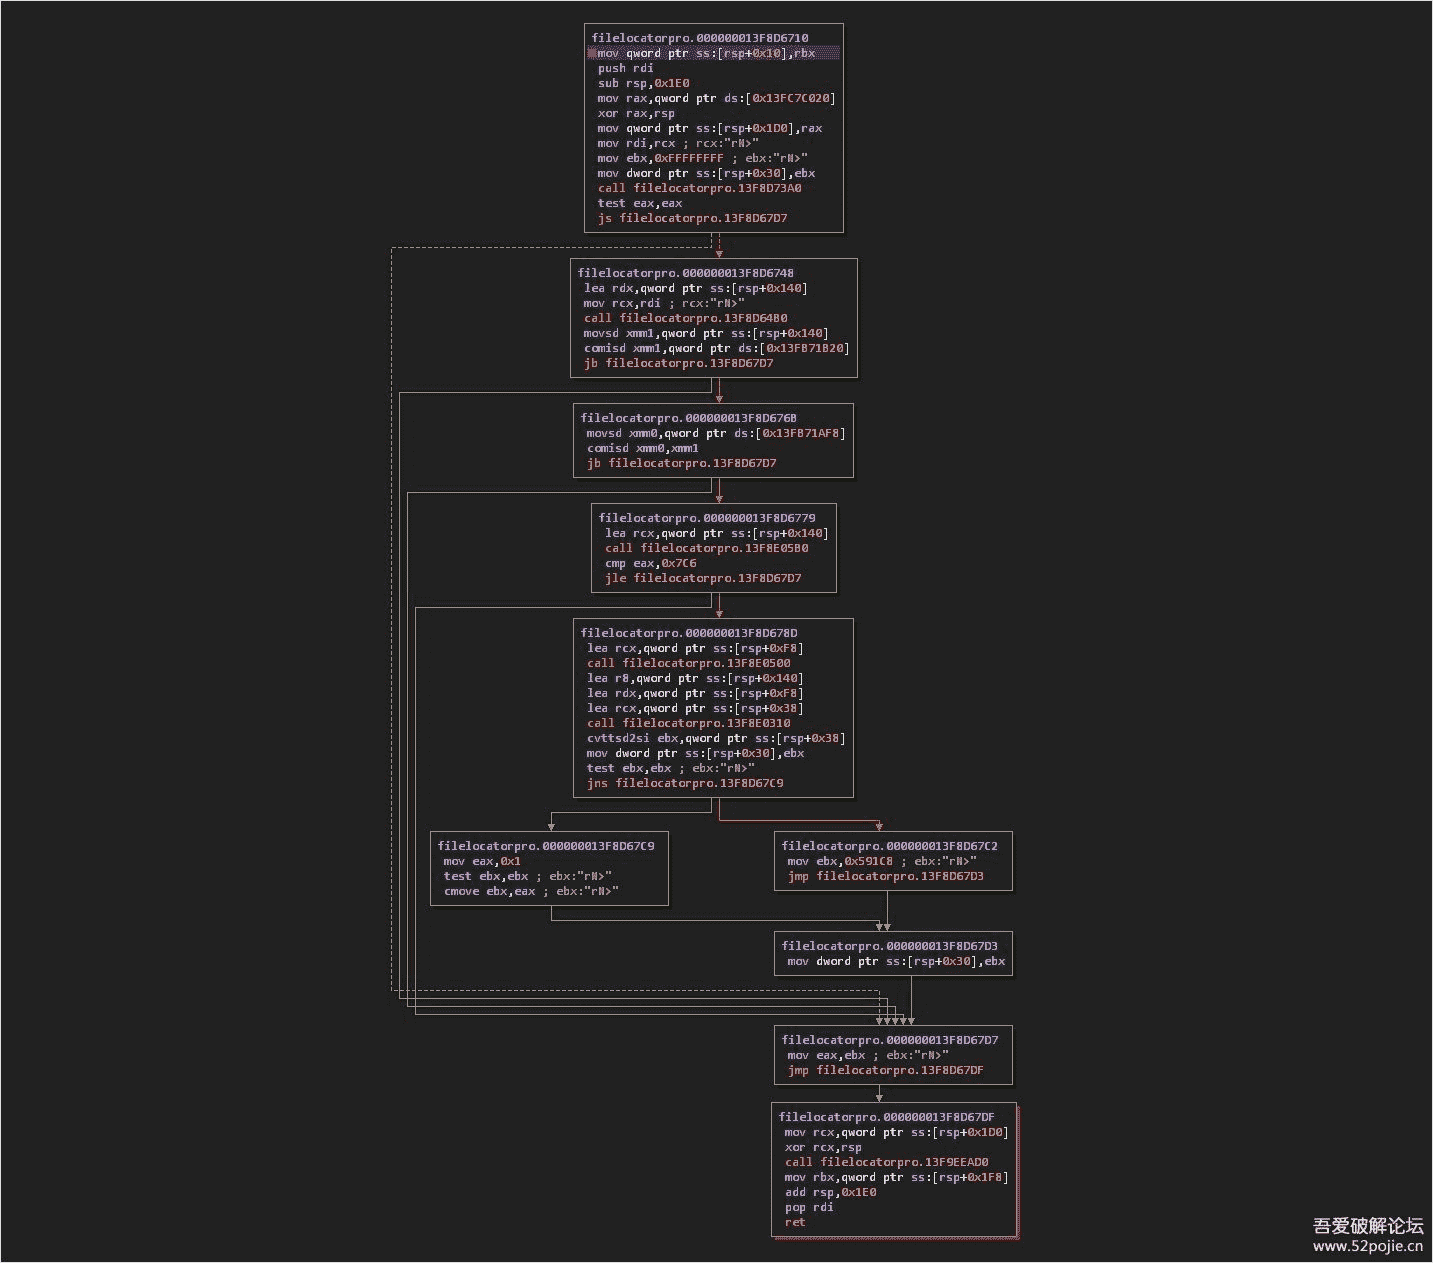 filelocatorpro.000000013F8D6710
mov qword ptr ss:[rsp+0x10],rbx
push rdi
sub rsp,0x1E0
mov rax,qword ptr ds:[0x13FC7C020]
xor rax,rsp
mov qword ptr ss:[rsp+0x1D0],rax
mov rdi,rcx ; rcx:"rN>"
mov ebx,0xFFFFFFFF ; ebx:"rN>"
mov dword ptr ss:[rsp+0x30],ebx
call filelocatorpro.13F8D73A0
test eax,eax
js filelocatorpro.13F8D67D7
filelocatorpro.000000013F8D6748
lea rdx,qword ptr ss:[rsp+0x140]
mov rcx,rdi ; rcx:"rN>"
call filelocatorpro.13F8D64B0
movsd xmm1,qword ptr ss:[rsp+0x140]
comisd xmm1,qword ptr ds:[0x13FB71B20]
jb filelocatorpro.13F8D67D7
filelocatorpro.000000013F8D676B
movsd xmm0,qword ptr ds:[0x13FB71AF8]
comisd xmm0,xmm1
jb filelocatorpro.13F8D67D7
filelocatorpro.000000013F8D6779
lea rcx,qword ptr ss:[rsp+0x140]
call filelocatorpro.13F8E05B0
cmp eax,0x7C6
jle filelocatorpro.13F8D67D7
filelocatorpro.000000013F8D678D
lea rcx,qword ptr ss:[rsp+0xF8]
call filelocatorpro.13F8E0500
lea r8,qword ptr ss:[rsp+0x140]
lea rdx,qword ptr ss:[rsp+0xF8]
lea rcx,qword ptr ss:[rsp+0x38]
call filelocatorpro.13F8E0310
cvttsd2si ebx,qword ptr ss:[rsp+0x38]
mov dword ptr ss:[rsp+0x30],ebx
test ebx,ebx ; ebx:"rN>"
jns filelocatorpro.13F8D67C9
filelocatorpro.000000013F8D67C9
mov eax,0x1
test ebx,ebx ; ebx:"rN>"
cmove ebx,eax ; ebx:"rN>"
filelocatorpro.000000013F8D67C2
mov ebx,0x591C8 ; ebx:"rN>"
jmp filelocatorpro.13F8D67D3
filelocatorpro.000000013F8D67D3
mov dword ptr ss:[rsp+0x30],ebx
filelocatorpro.000000013F8D67D7
mov eax,ebx ; ebx:"rN>"
jmp filelocatorpro.13F8D67DF
filelocatorpro.000000013F8D67DF
mov rcx,qword ptr ss:[rsp+0x1D0]
xor rcx,rsp
call filelocatorpro.13F9EEAD0
mov rbx,qword ptr ss:[rsp+0x1F8]
add rsp,0x1E0
pop rdi
ret
吾爱破解论坛
www.52pojie.cn